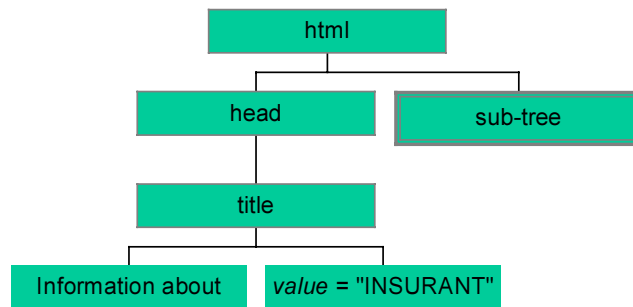 html
head
sub-tree
title
Information about
value = "INSURANT"